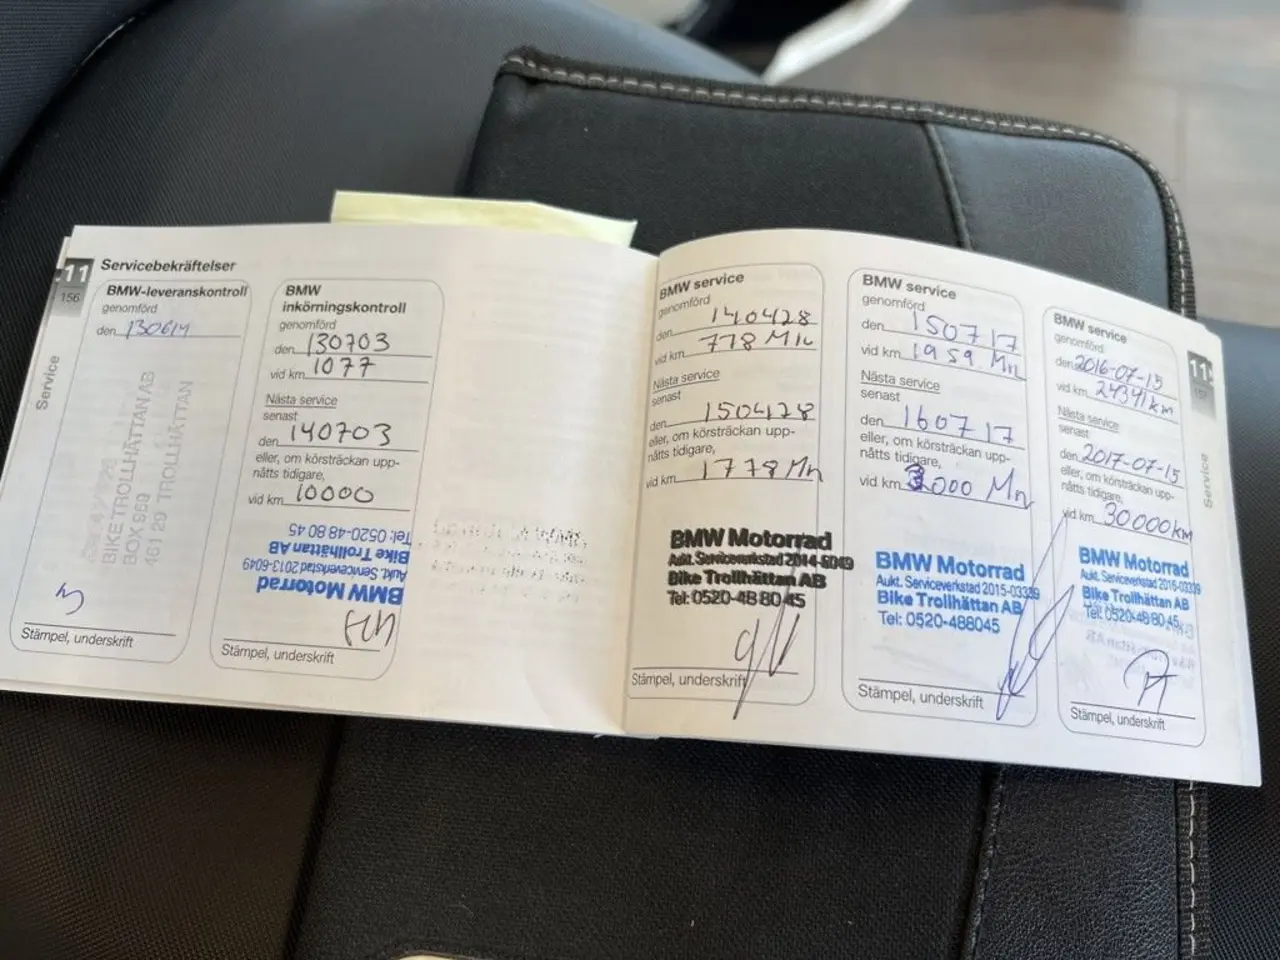 11
156
Service
Servicebekräftelser
BMW-leveranskontroll
genomförd
den 130614
BIKE TROLLHÄTTAN AB
BOX 959
461 29 TROLLHÄTTAN
Stämpel, underskrift
BMW
inkörningskontroll
genomförd
den 130703
vid km 1077
Nästa service
senast
den 140703
eller, om körsträckan upp-
nåtts tidigare,
vid km 10000
BMW Motorrad
Aukt. Serviceverkstad 2013-6049
Bike Trollhättan AB
Tel: 0520-48 80 45
Stämpel, underskrift
BMW service
genomförd
den 140428
vid km 778 Mn
Nästa service
senast
den 150428
eller, om körsträckan upp-
nåtts tidigare,
vid km 1778 Mn
BMW Motorrad
Aukt. Serviceverkstad 2014-5049
Bike Trollhättan AB
Tel: 0520-48 80 45
Stämpel, underskrift
BMW service
genomförd
den 150717
vid km 1959 Mn
Nästa service
senast
den 160717
eller, om körsträckan upp-
nåtts tidigare,
vid km 3000 Mn
BMW Motorrad
Aukt. Serviceverkstad 2015-03339
Bike Trollhättan AB
Tel: 0520-488045
Stämpel, underskrift
BMW service
genomförd
den 2016-07-15
vid km 24341 km
Nästa service
senast
den 2017-07-15
eller, om körsträckan upp-
nåtts tidigare,
vid km 30000 km
BMW Motorrad
Aukt. Serviceverkstad 2016-03339
Bike Trollhättan AB
Tel: 0520-48 80 45
Stämpel, underskrift
11
157
Service